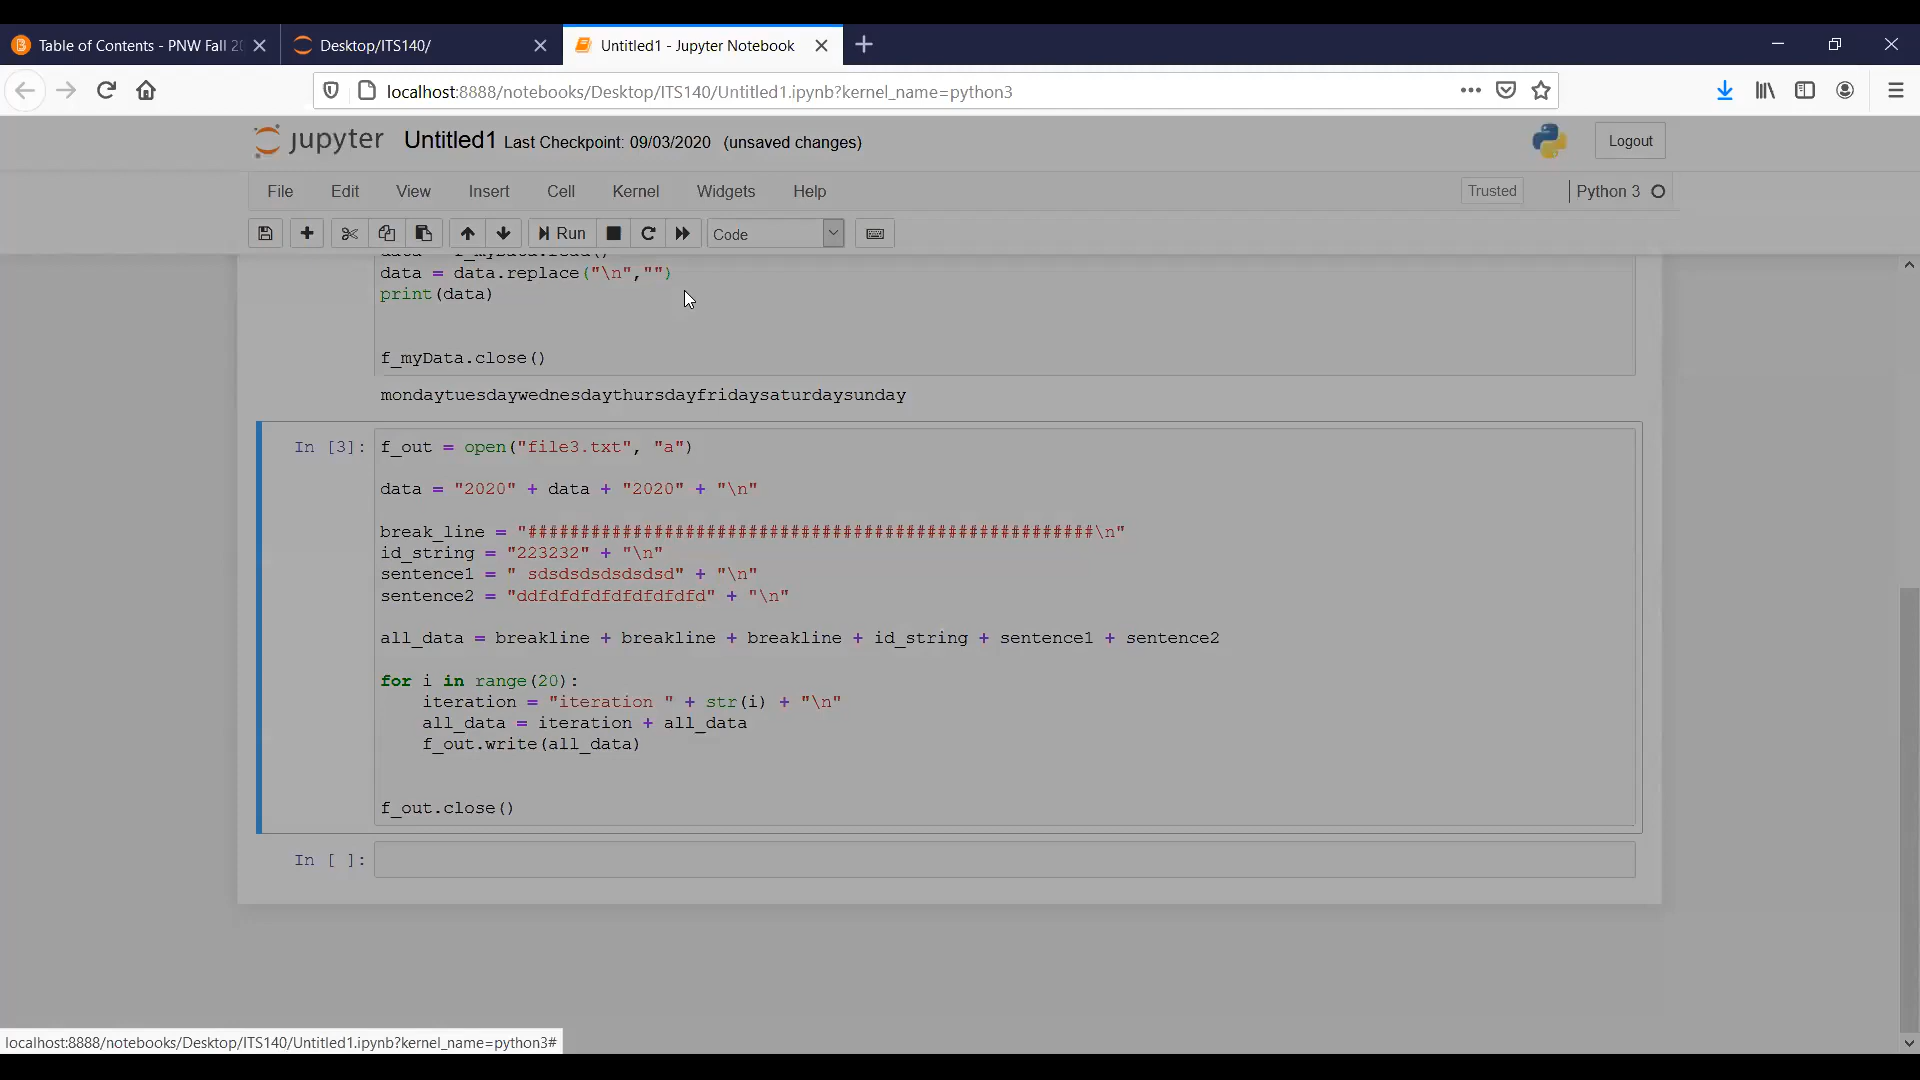 Table of Contents - PNW Fall 20
Desktop/ITS140/
Untitled1 - Jupyter Notebook
localhost:8888/notebooks/Desktop/ITS140/Untitled1.ipynb?kernel_name=python3
jupyter Untitled1 Last Checkpoint: 09/03/2020 (unsaved changes)
Logout
File Edit View Insert Cell Kernel Widgets Help
Trusted
Python 3
Run
Code
data = f_myData.read()
data = data.replace("\n","")
print(data)
f_myData.close()
mondaytuesdaywednesdaythursdayfridaysaturdaysunday
In [3]:
f_out = open("file3.txt", "a")
data = "2020" + data + "2020" + "\n"
break_line = "######################################################\n"
id_string = "223232" + "\n"
sentence1 = " sdsdsdsdsdsdsd" + "\n"
sentence2 = "ddfdfdfdfdfdfdfdfd" + "\n"
all_data = breakline + breakline + breakline + id_string + sentence1 + sentence2
for i in range(20):
iteration = "iteration " + str(i) + "\n"
all_data = iteration + all_data
f_out.write(all_data)
f_out.close()
In [ ]:
localhost:8888/notebooks/Desktop/ITS140/Untitled1.ipynb?kernel_name=python3#